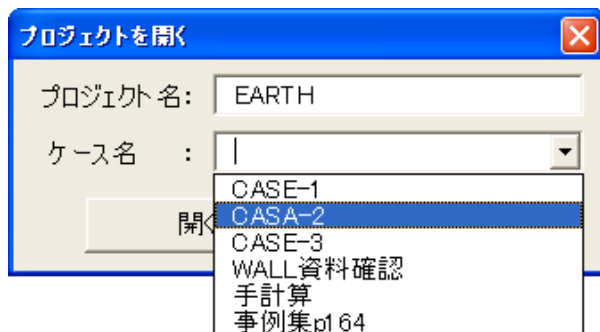 プロジェクトを開く
プロジェクト名: EARTH
ケース名 :
CASE-1
開く CASA-2
CASE-3
WALL資料確認
手計算
事例集p164